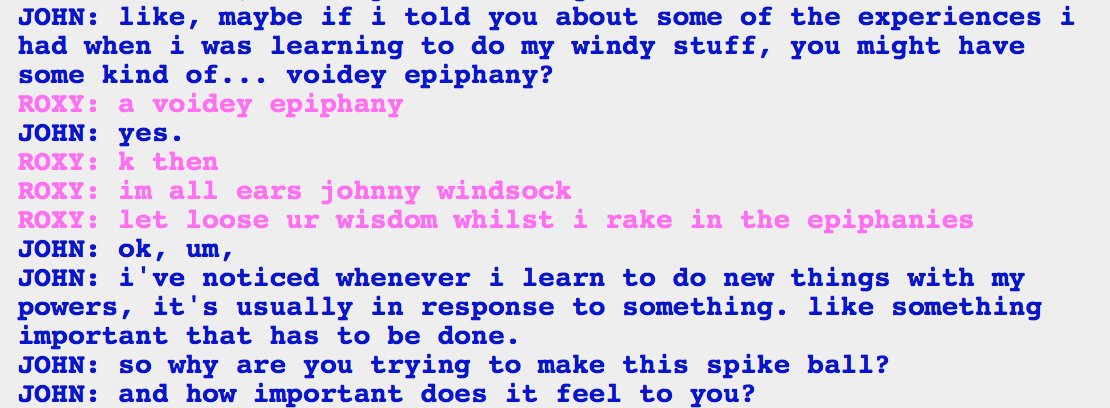 JOHN: like, maybe if i told you about some of the experiences i
had when i was learning to do my windy stuff, you might have
some kind of... voidey epiphany?
ROXY: a voidey epiphany
JOHN: yes.
ROXY: k then
ROXY: im all ears johnny windsock
ROXY: let loose ur wisdom whilst i rake in the epiphanies
JOHN: ok, um,
JOHN: i've noticed whenever i learn to do new things with my
powers, it's usually in response to something. like something
important that has to be done.
JOHN: so why are you trying to make this spike ball?
JOHN: and how important does it feel to you?